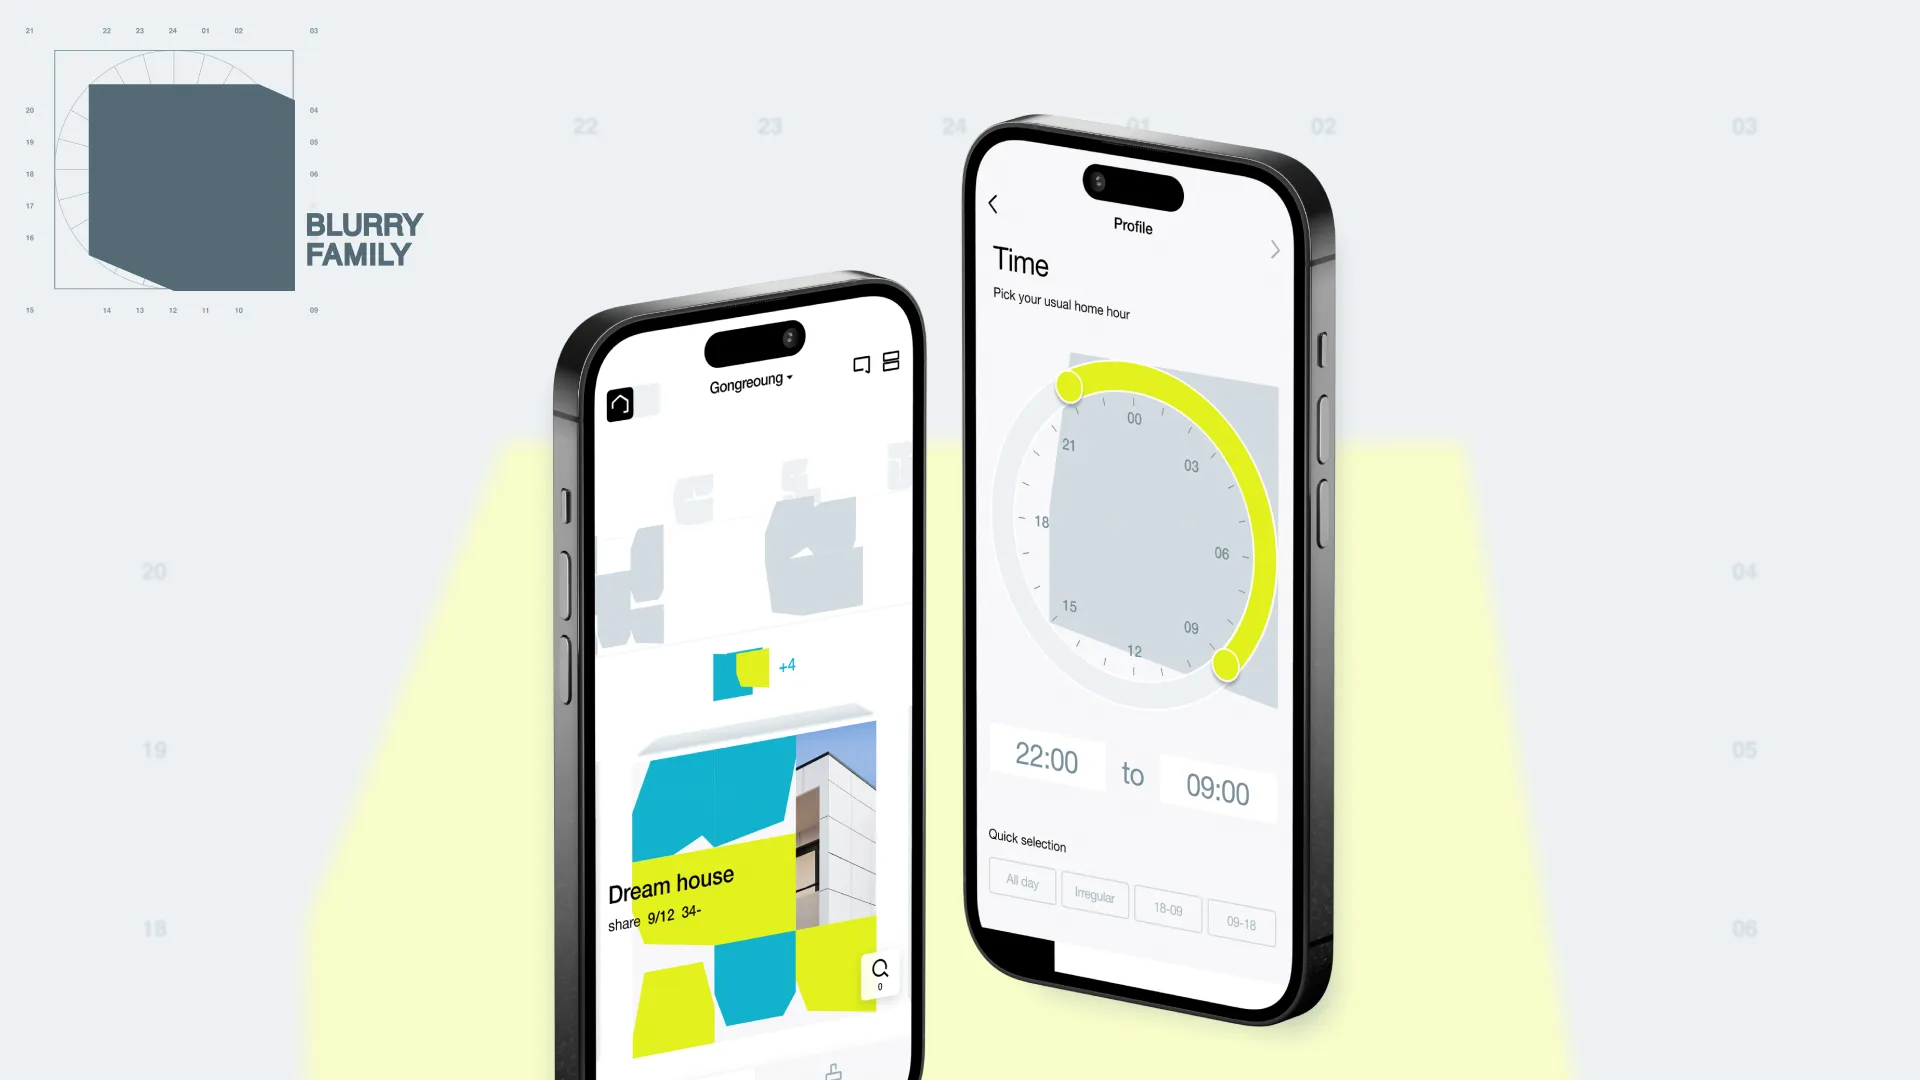 21 22 23 24 01 02 03
20 04
19 05
18 06
17
16
15 14 13 12 11 10 09
BLURRY
FAMILY
22 23 24 01 02 03
20 04
19 05
18 06
Gongreoung
+4
Dream house
share 9/12 34-
0
Profile
Time
Pick your usual home hour
00
21
03
18
06
15
09
12
22:00 to 09:00
Quick selection
All day Irregular 18-09 09-18